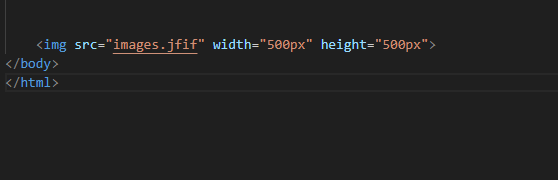 <img src="images.jfif" width="500px" height="500px">
</body>
</html>